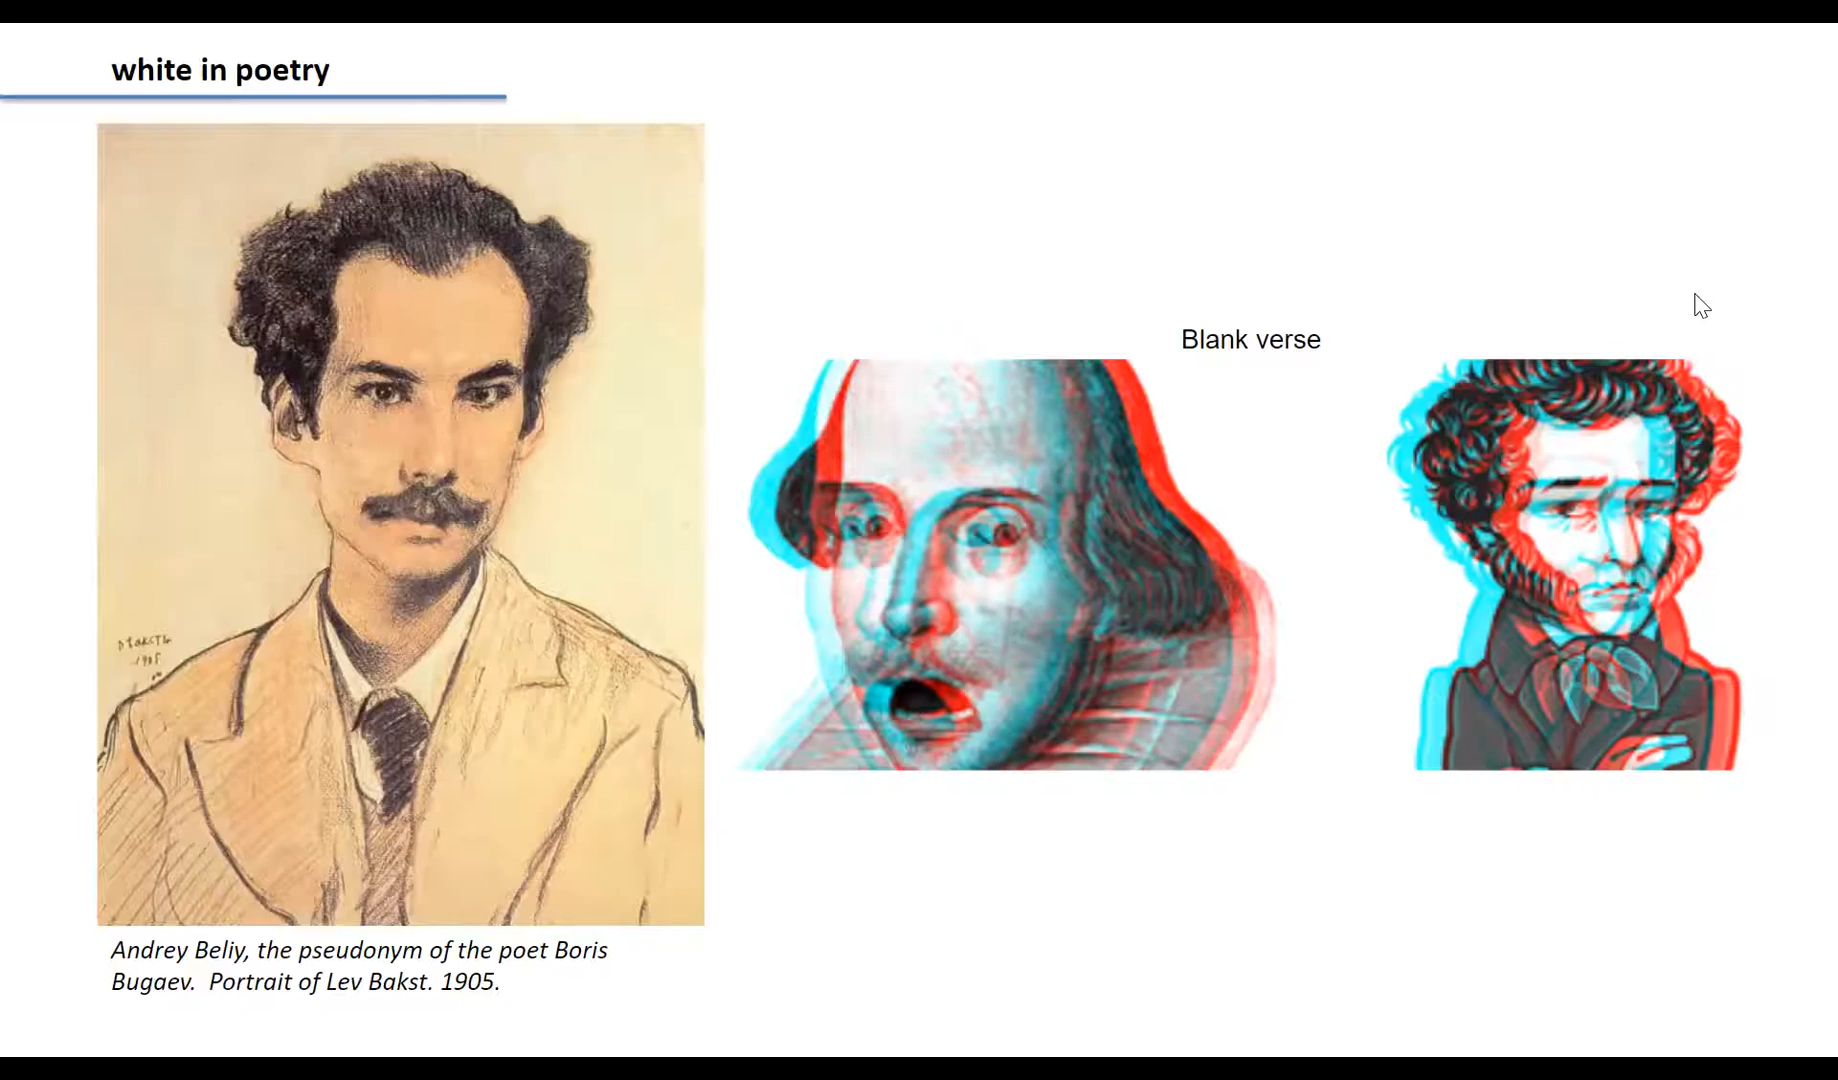 white in poetry
Blank verse
1905
Andrey Beliy, the pseudonym of the poet Boris
Bugaev. Portrait of Lev Bakst. 1905.